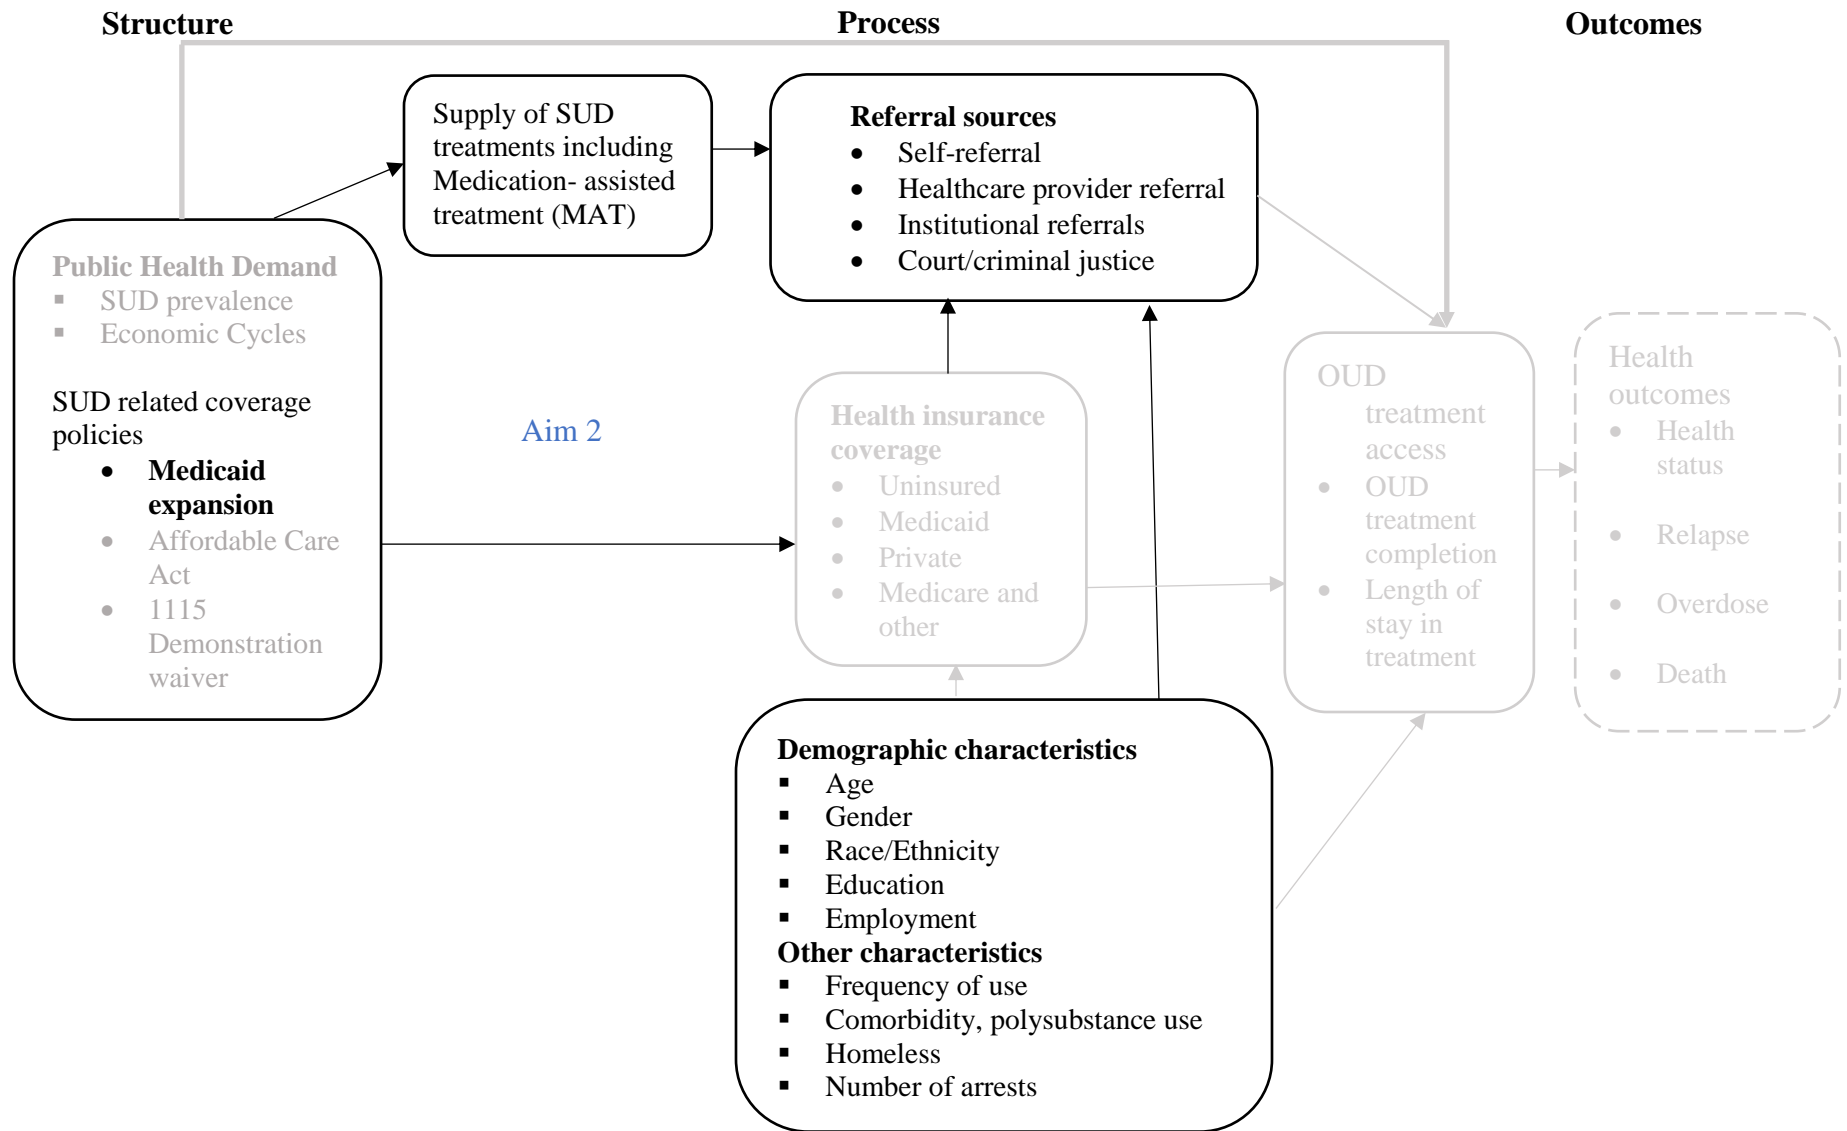 Structure
Process
Outcomes
Supply of SUD
treatments including
Medication- assisted
treatment (MAT)
Referral sources
● Self-referral
● Healthcare provider referral
● Institutional referrals
● Court/criminal justice
Public Health Demand
▪ SUD prevalence
▪ Economic Cycles
SUD related coverage
policies
● Medicaid
expansion
● Affordable Care
Act
● 1115
Demonstration
waiver
Aim 2
Health insurance
coverage
● Uninsured
● Medicaid
● Private
● Medicare and
other
OUD
treatment
access
● OUD
treatment
completion
● Length of
stay in
treatment
Health
outcomes
● Health
status
● Relapse
● Overdose
● Death
Demographic characteristics
▪ Age
▪ Gender
▪ Race/Ethnicity
▪ Education
▪ Employment
Other characteristics
▪ Frequency of use
▪ Comorbidity, polysubstance use
▪ Homeless
▪ Number of arrests